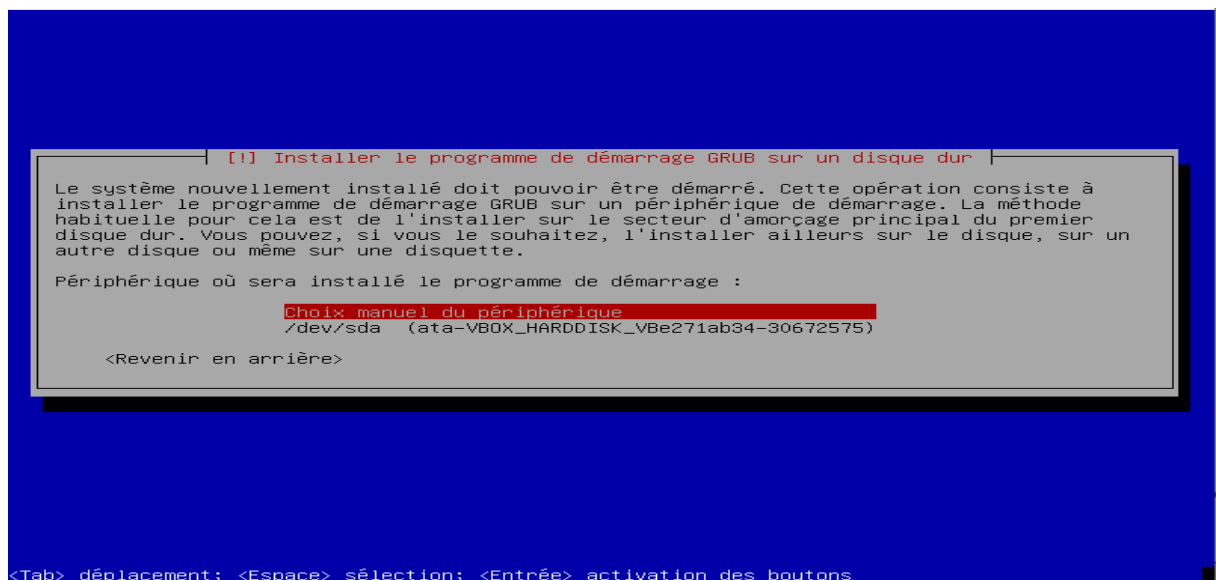 [!] Installer le programme de démarrage GRUB sur un disque dur
Le système nouvellement installé doit pouvoir être démarré. Cette opération consiste à
installer le programme de démarrage GRUB sur un périphérique de démarrage. La méthode
habituelle pour cela est de l'installer sur le secteur d'amorçage principal du premier
disque dur. Vous pouvez, si vous le souhaitez, l'installer ailleurs sur le disque, sur un
autre disque ou même sur une disquette.
Périphérique où sera installé le programme de démarrage :
Choix manuel du périphérique
/dev/sda (ata-VBOX_HARDDISK_VBe271ab34-30672575)
<Revenir en arrière>
<Tab> déplacement; <Espace> sélection; <Entrée> activation des boutons